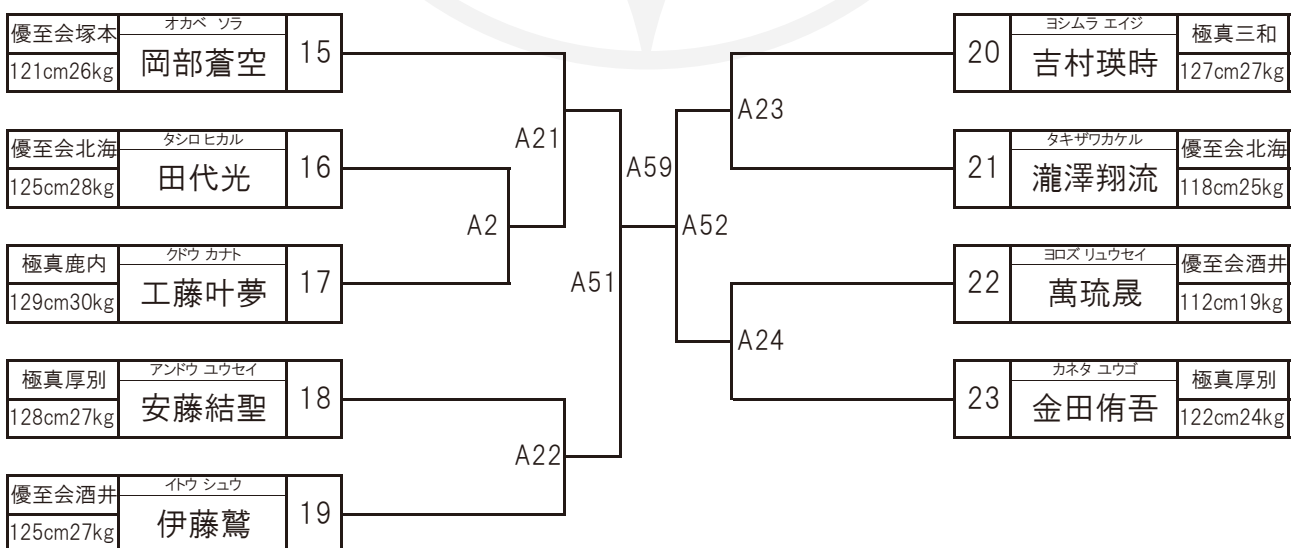 優至会塚本
121cm26kg
オカベ ソラ
岡部蒼空
15
優至会北海
125cm28kg
タシロ ヒカル
田代光
16
極真鹿内
129cm30kg
クドウ カナト
工藤叶夢
17
極真厚別
128cm27kg
アンドウ ユウセイ
安藤結聖
18
優至会酒井
125cm27kg
イトウ シュウ
伊藤鷲
19
A21
A2
A51
A22
A59
A52
A23
A24
20
ヨシムラ エイジ
吉村瑛時
極真三和
127cm27kg
21
タキザワカケル
瀧澤翔流
優至会北海
118cm25kg
22
ヨロズ リュウセイ
萬琉晟
優至会酒井
112cm19kg
23
カネタ ユウゴ
金田侑吾
極真厚別
122cm24kg